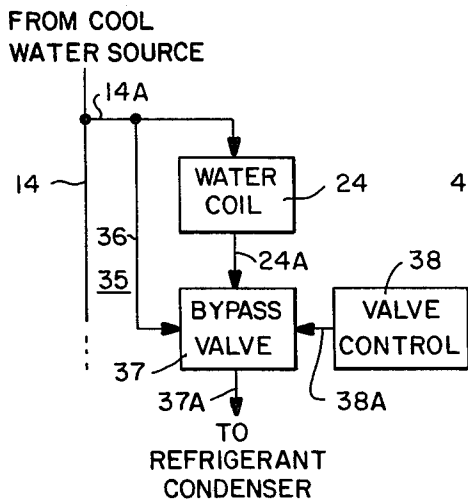 FROM COOL
WATER SOURCE
14A
14
WATER
COIL
24
4
36
24A
35
38
BYPASS
VALVE
VALVE
CONTROL
37
37A
38A
TO
REFRIGERANT
CONDENSER